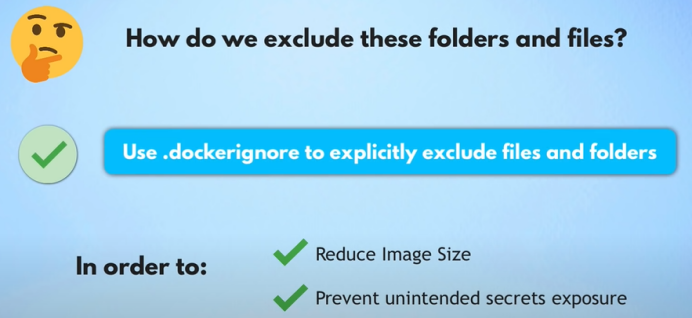 How do we exclude these folders and files?
Use .dockerignore to explicitly exclude files and folders
In order to:
Reduce Image Size
Prevent unintended secrets exposure